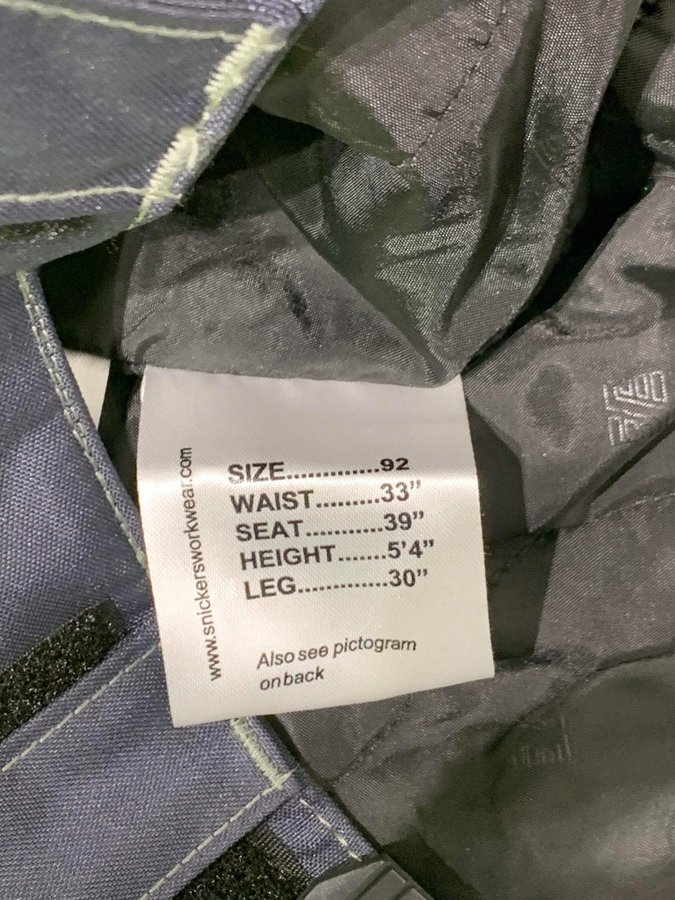 www.snickersworkwear.com
SIZE.............92
WAIST.........33”
SEAT...........39”
HEIGHT.......5'4”
LEG.............30”
Also see pictogram
on back